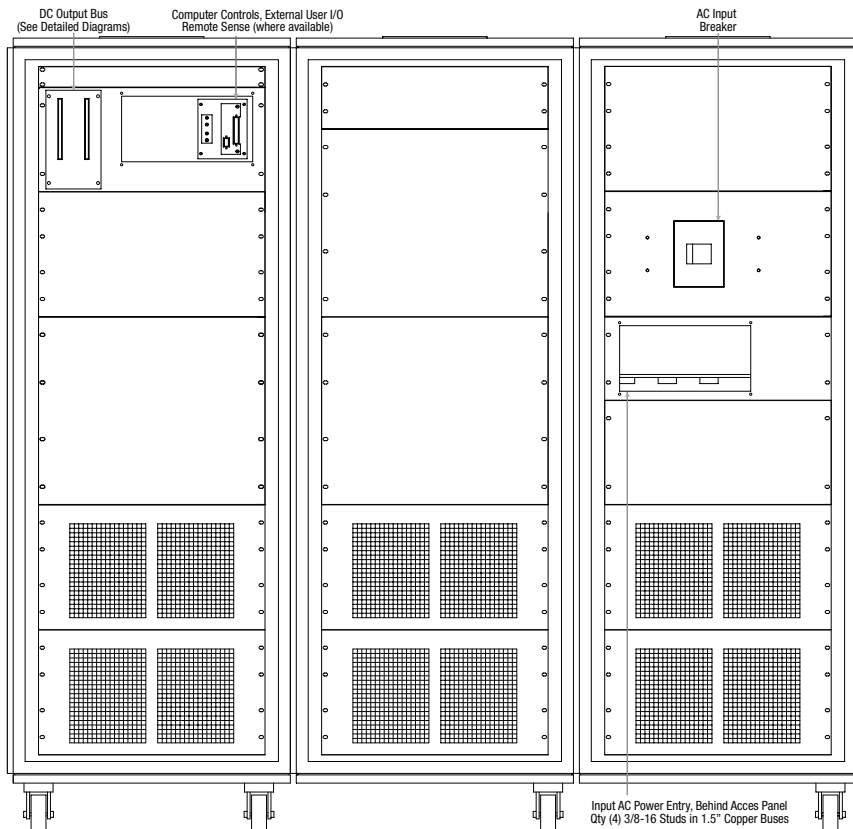 DC Output Bus
(See Detailed Diagrams)
Computer Controls, External User I/O
Remote Sense (where available)
AC Input
Breaker
Input AC Power Entry, Behind Acces Panel
Qty (4) 3/8-16 Studs in 1.5” Copper Buses